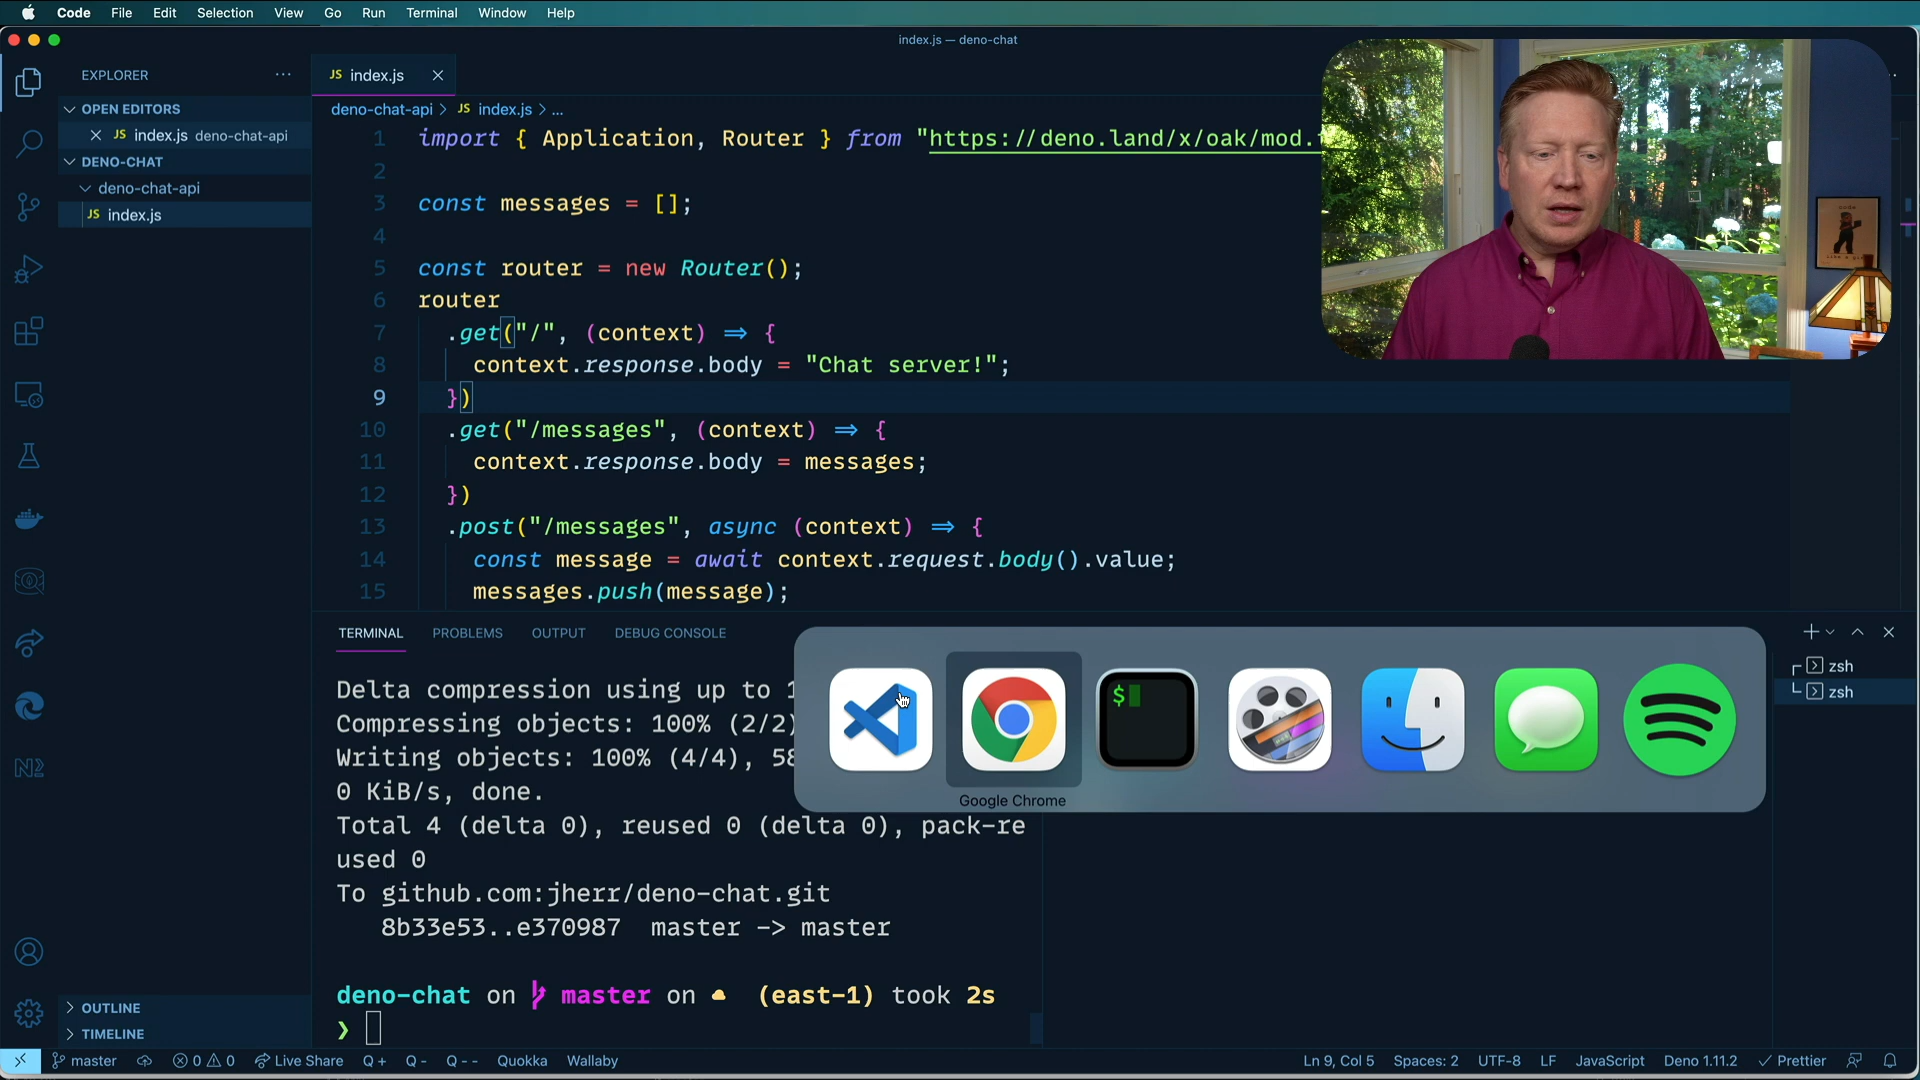 Code File Edit Selection View Go Run Terminal Window Help
index.js — deno-chat
EXPLORER
JS index.js
OPEN EDITORS
JS index.js deno-chat-api
DENO-CHAT
deno-chat-api
JS index.js
deno-chat-api > JS index.js > ...
1 import { Application, Router } from "https://deno.land/x/oak/mod.
2
3 const messages = [];
4
5 const router = new Router();
6 router
7 .get("/", (context) => {
8 context.response.body = "Chat server!";
9 })
10 .get("/messages", (context) => {
11 context.response.body = messages;
12 })
13 .post("/messages", async (context) => {
14 const message = await context.request.body().value;
15 messages.push(message);
TERMINAL PROBLEMS OUTPUT DEBUG CONSOLE
zsh
zsh
Delta compression using up to 1
Compressing objects: 100% (2/2)
Writing objects: 100% (4/4), 58
0 KiB/s, done.
Total 4 (delta 0), reused 0 (delta 0), pack-re
used 0
To github.com:jherr/deno-chat.git
8b33e53..e370987 master -> master
deno-chat on master on (east-1) took 2s
❯
$
Google Chrome
OUTLINE
TIMELINE
master 0 0 Live Share Q + Q - Q - - Quokka Wallaby
Ln 9, Col 5 Spaces: 2 UTF-8 LF JavaScript Deno 1.11.2 Prettier